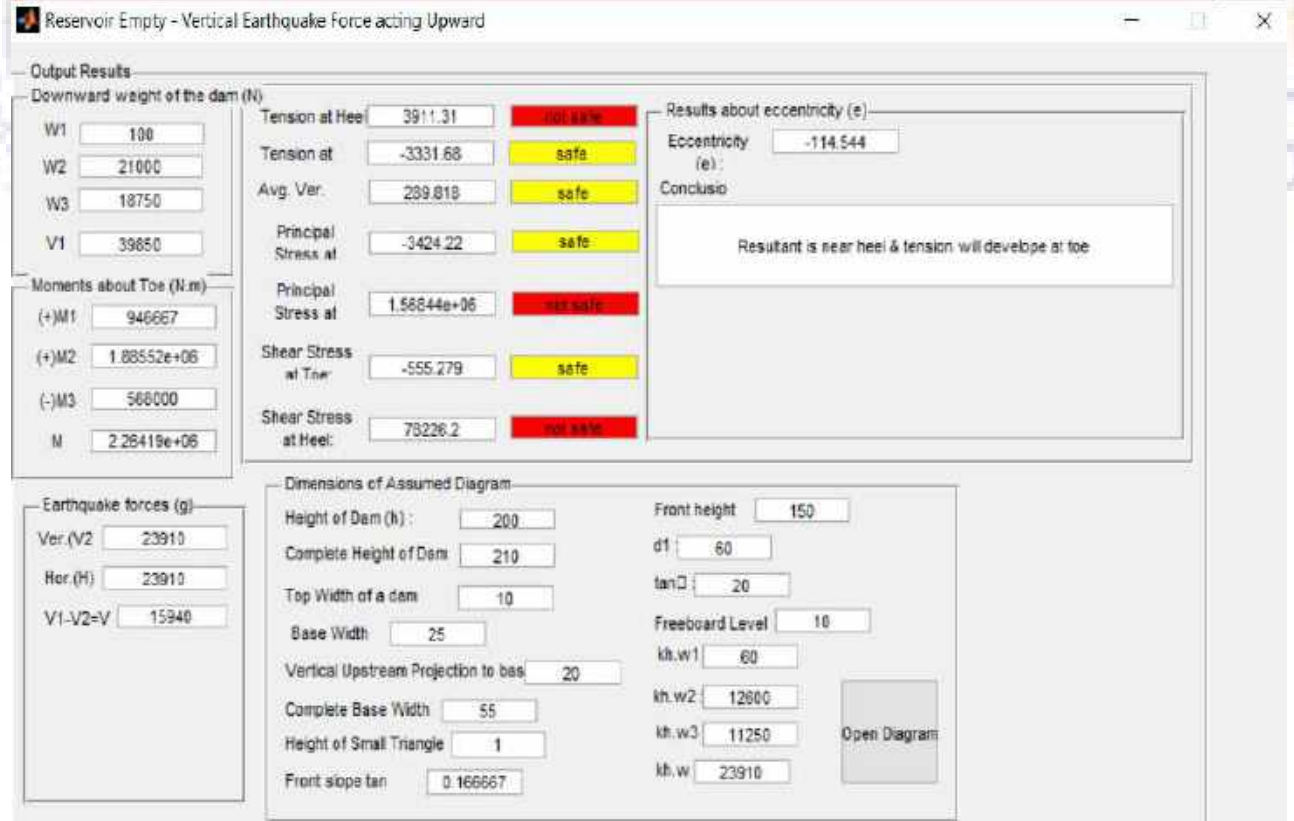 Reservoir Empty - Vertical Earthquake Force acting Upward
Output Results
Downward weight of the dam (N)
W1 100
W2 21000
W3 18750
V1 39850
Moments about Toe (N.m)
(+)M1 946667
(+)M2 1.88552e+06
(-)M3 568000
M 2.26419e+06
Earthquake forces (g)
Ver.(V2 23910
Hor.(H) 23910
V1-V2=V 15940
Tension at Heel 3911.31 not safe
Tension at -3331.68 safe
Avg. Ver. 289.818 safe
Principal
Stress at -3424.22 safe
Principal
Stress at 1.56844e+06 not safe
Shear Stress
at Toe: -555.279 safe
Shear Stress
at Heel: 78226.2 not safe
Results about eccentricity (e)
Eccentricity
(e) : -114.544
Conclusio
Resultant is near heel & tension will develope at toe
Dimensions of Assumed Diagram
Height of Dam (h) : 200
Complete Height of Dam 210
Top Width of a dam 10
Base Width 25
Vertical Upstream Projection to bas 20
Complete Base Width 55
Height of Small Triangle 1
Front slope tan 0.166667
Front height 150
d1 : 60
tan□ : 20
Freeboard Level 10
kh.w1 60
kh.w2 : 12600
kh.w3 11250
kh.w 23910
Open Diagram